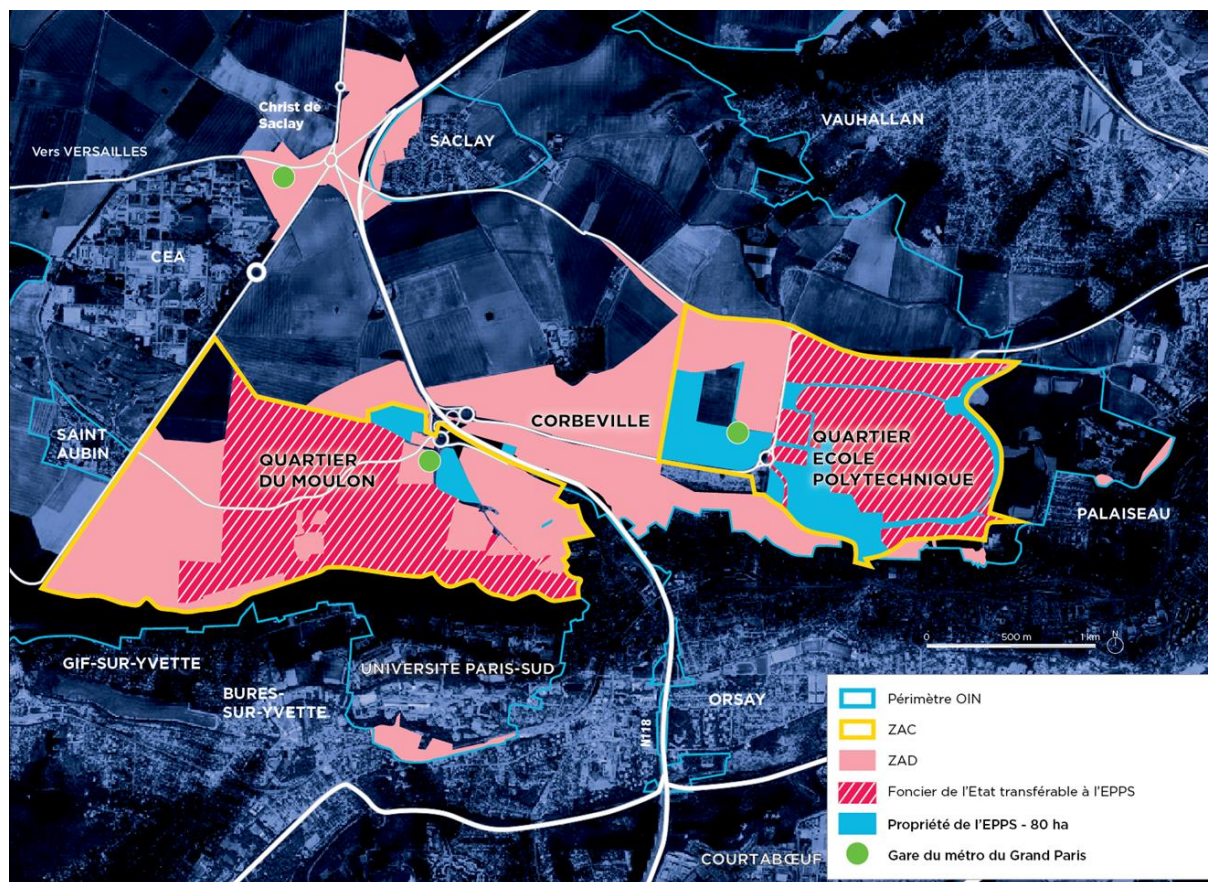 Christ de
Saclay
SACLAY
VAUHALLAN
Vers VERSAILLES
CEA
SAINT
AUBIN
CORBEVILLE
QUARTIER
DU MOULON
QUARTIER
ECOLE
POLYTECHNIQUE
PALAISEAU
0 500 m 1 km
N
GIF-SUR-YVETTE
UNIVERSITE PARIS-SUD
BURES-
SUR-YVETTE
ORSAY
N118
COURTABŒUF
Périmètre OIN
ZAC
ZAD
Foncier de l'Etat transférable à l'EPPS
Propriété de l'EPPS - 80 ha
Gare du métro du Grand Paris